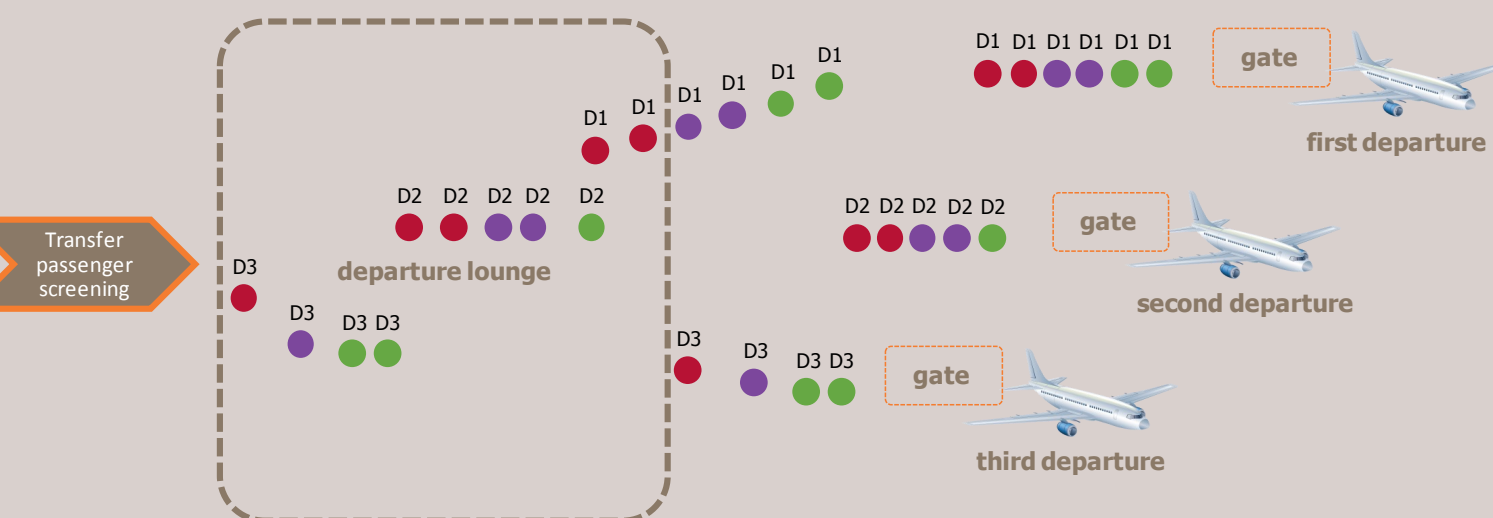 D1 D1 D1 D1 D1 D1
gate
first departure
D1 D1 D1 D1 D1 D1
D2 D2 D2 D2 D2
D2 D2 D2 D2 D2
gate
second departure
Transfer
passenger
screening
departure lounge
D3
D3
D3 D3
D3
D3
D3 D3
gate
third departure